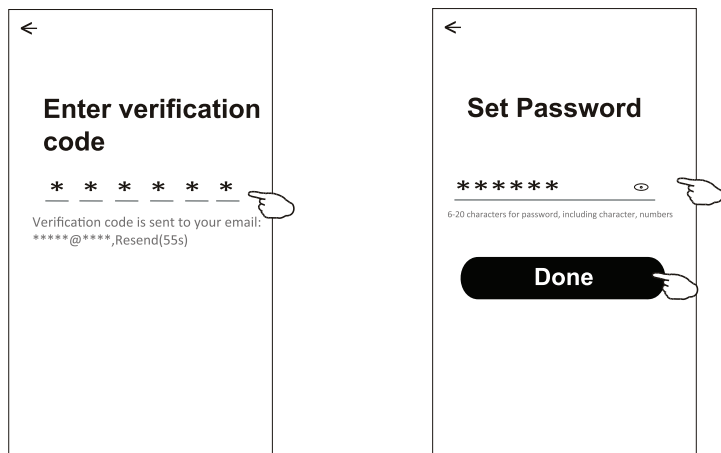 Enter verification
code
* * * * * *
Verification code is sent to your email:
*****@****,Resend(55s)
Set Password
******
6-20 characters for password, including character, numbers
Done